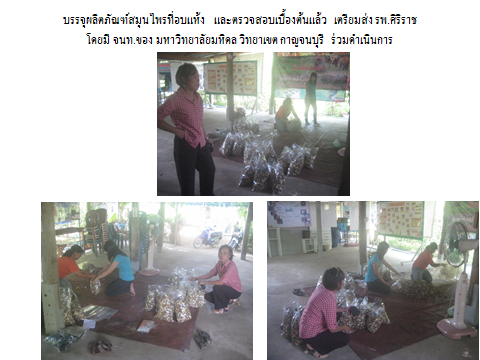 บรรจุผลิตภัณฑ์สมุนไพรที่อบแห้ง และตรวจสอบเบื้องต้นแล้ว เตรียมส่ง รพ.ศิริราช
โดยมี จนท.ของ มหาวิทยาลัยมหิดล วิทยาเขต กาญจนบุรี ร่วมดำเนินการ